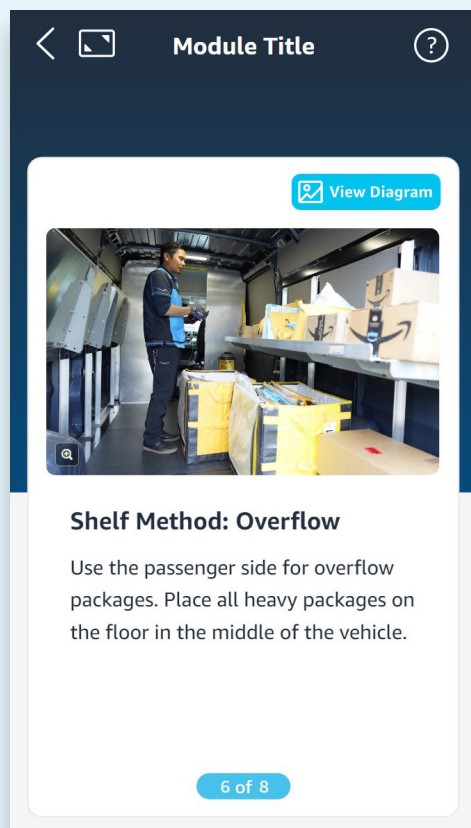 Module Title
?
View Diagram
Shelf Method: Overflow
Use the passenger side for overflow
packages. Place all heavy packages on
the floor in the middle of the vehicle.
6 of 8